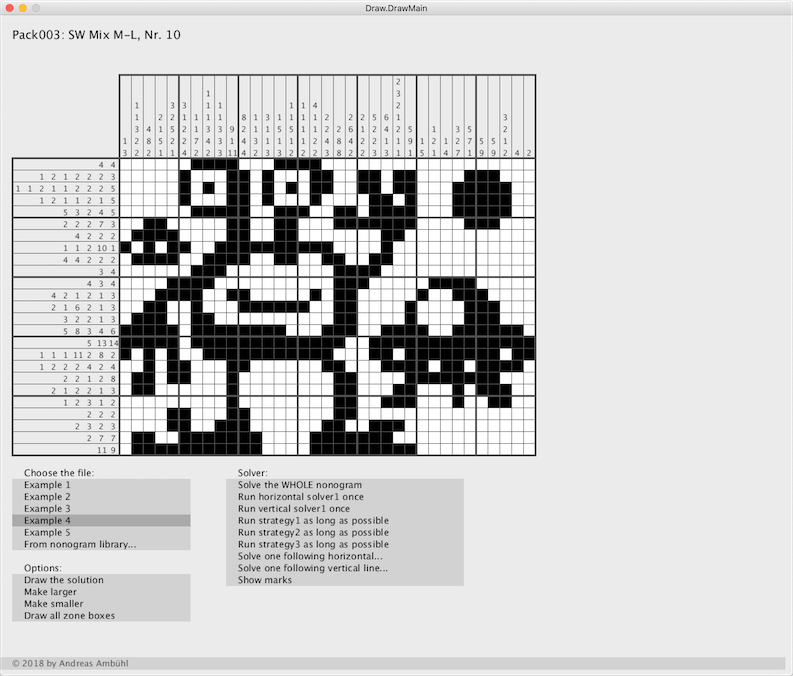 Draw.DrawMain
Pack003: SW Mix M-L, Nr. 10
4 4
1 2 1 2 2 2 3
1 1 2 1 1 2 2 2 5
1 2 1 1 2 1 5
5 3 2 4 5
2 2 2 7 3
4 2 2 2
1 1 2 10 1
4 4 2 2 2
3 4
4 3 4
4 2 1 2 1 3
2 1 6 2 1 3
3 2 2 1 3
5 8 3 4 6
5 13 14
1 1 1 11 2 8 2
1 2 2 2 4 2 4
2 2 1 2 8
2 1 2 2 1 3
1 2 3 1 2
2 2 2
2 3 2 3
2 7 7
11 9
Choose the file:
Example 1
Example 2
Example 3
Example 4
Example 5
From nonogram library...
Options:
Draw the solution
Make larger
Make smaller
Draw all zone boxes
Solver:
Solve the WHOLE nonogram
Run horizontal solver1 once
Run vertical solver1 once
Run strategy1 as long as possible
Run strategy2 as long as possible
Run strategy3 as long as possible
Solve one following horizontal...
Solve one following vertical line...
Show marks
© 2018 by Andreas Ambühl